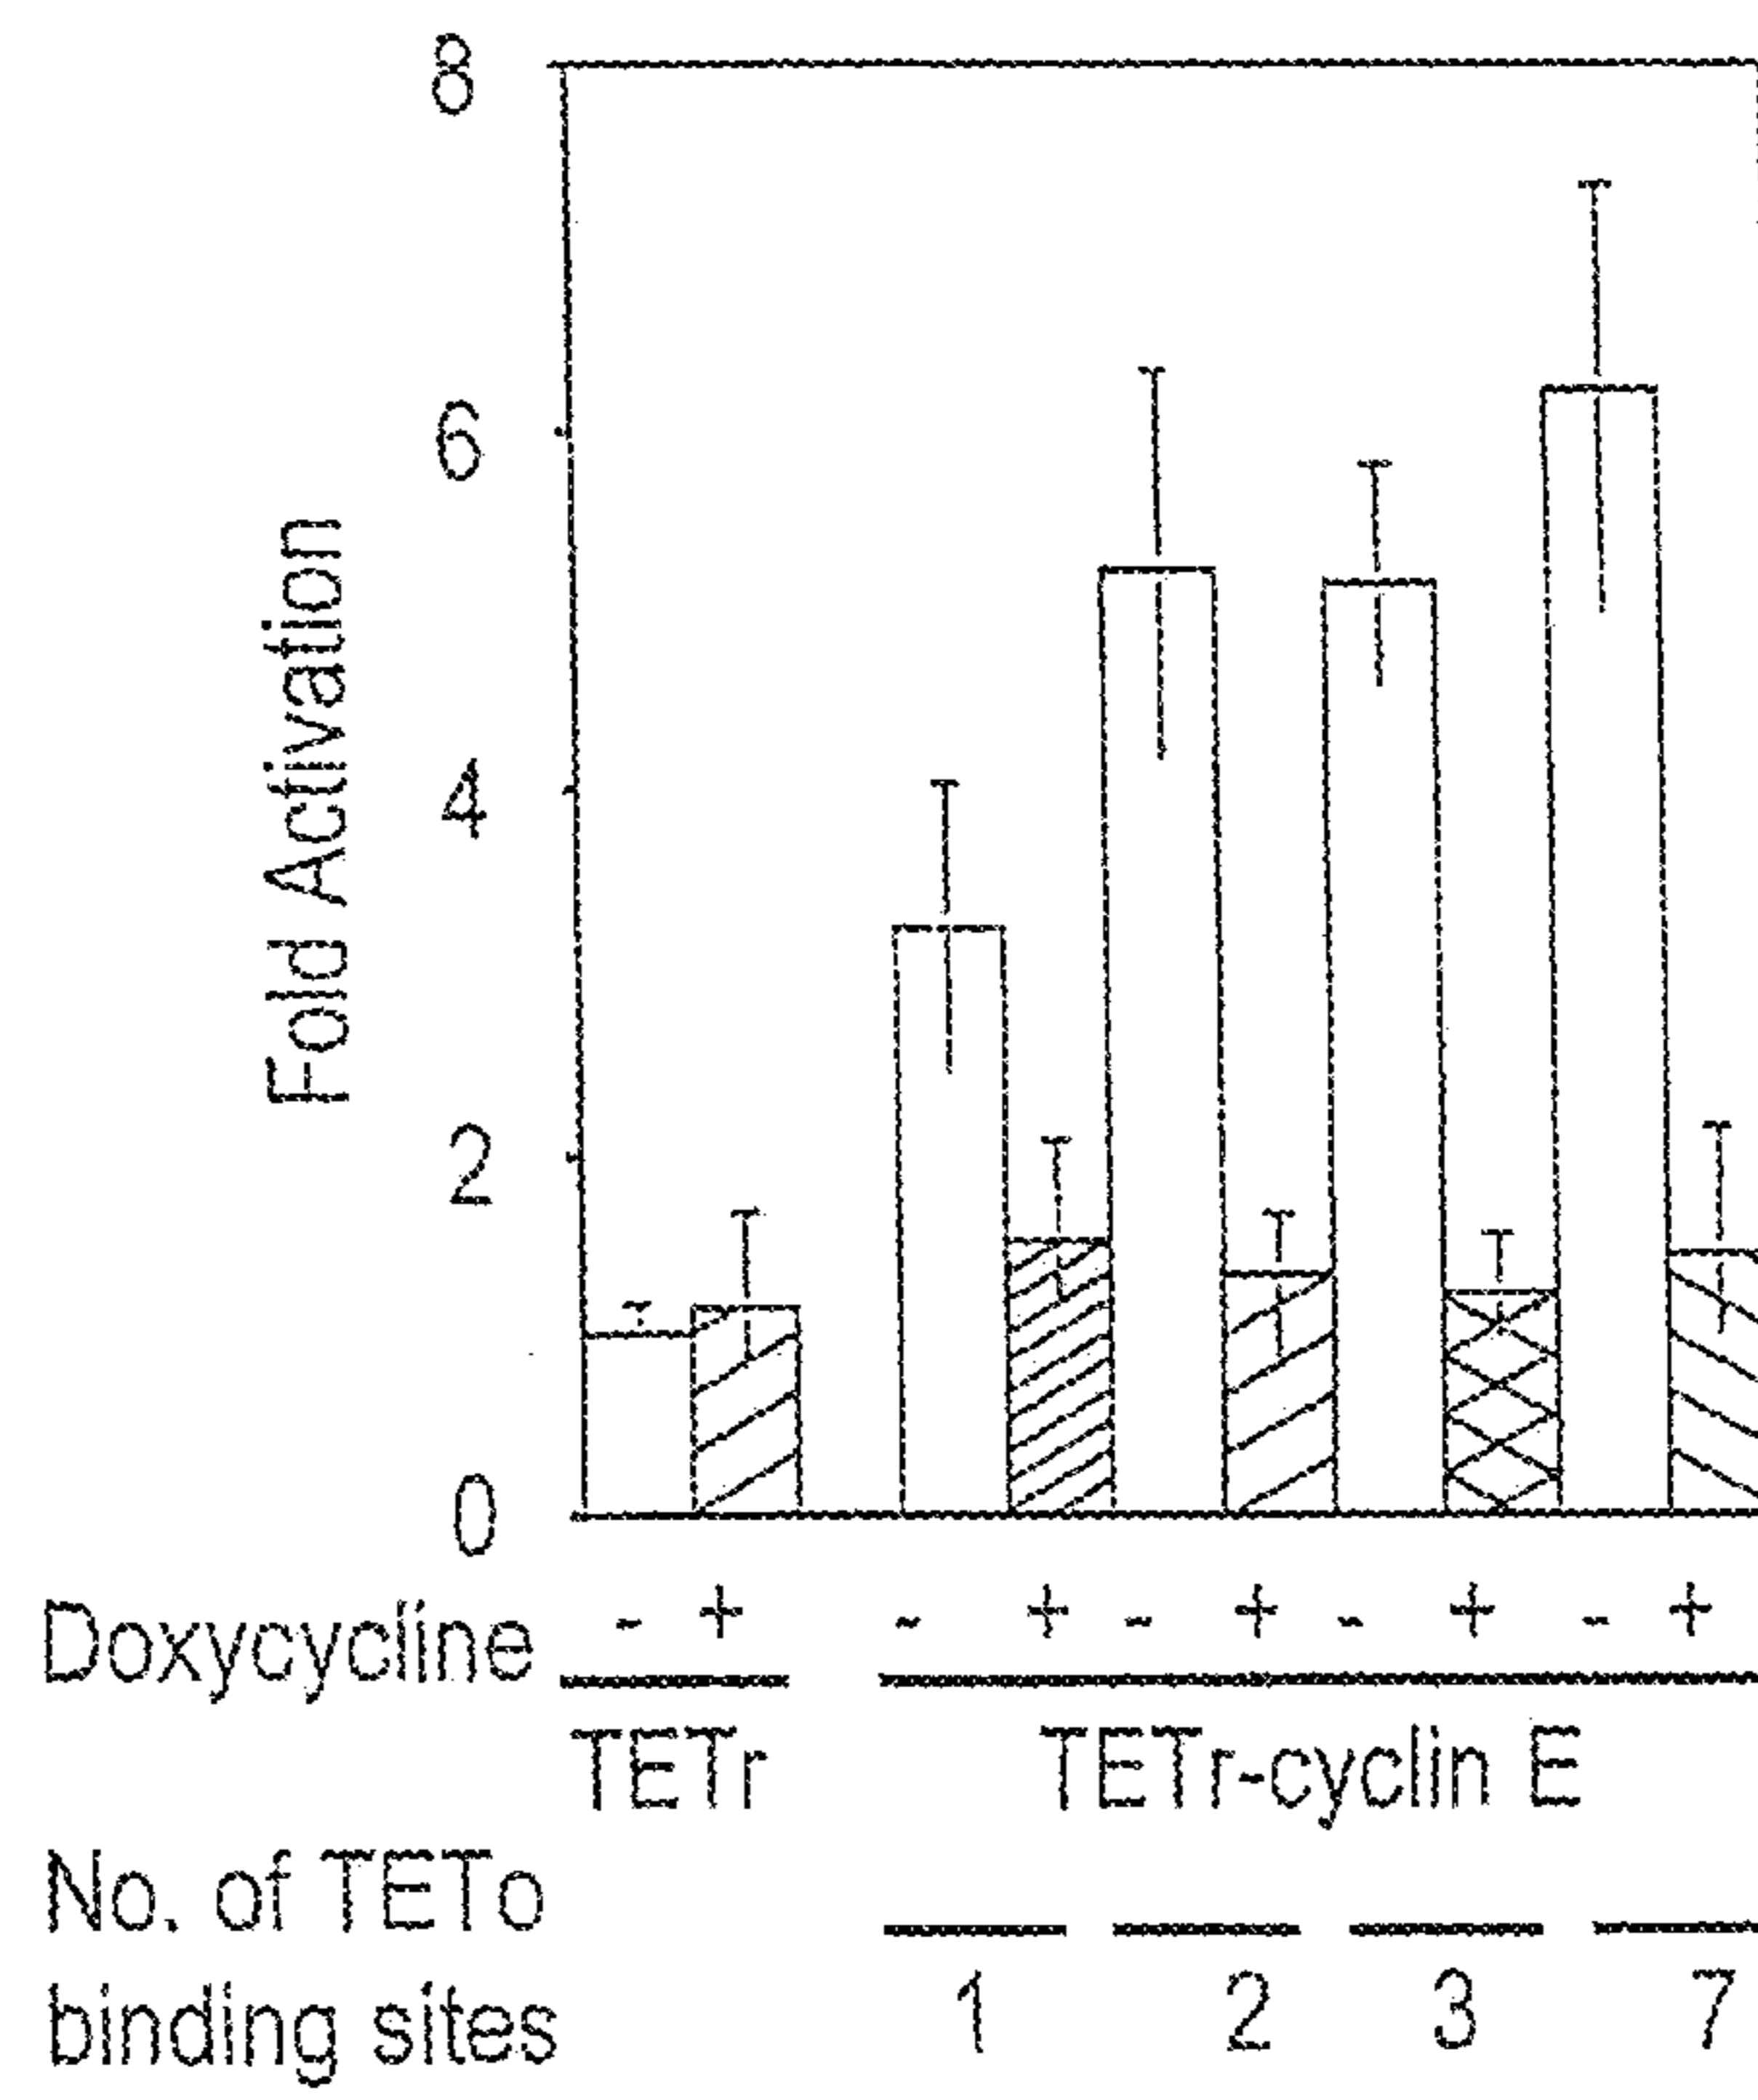 8
6
4
2
0
Fold Activation
Doxycycline - + - + - + - + - +
TETr TETr-cyclin E
No. of TETo
binding sites
1 2 3 7